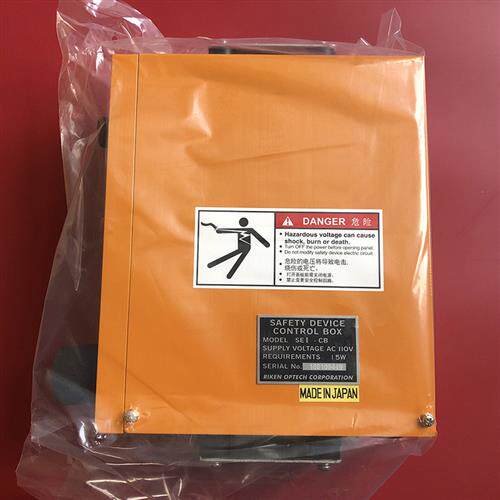 DANGER 危险
Hazardous voltage can cause
shock, burn or death.
Turn OFF the power before opening panel.
Do not modify safety device electric circuit.
危险的电压将导致电击,
烧伤或死亡。
打开面板前需关闭电源。
禁止变更安全控制回路。
SAFETY DEVICE
CONTROL BOX
MODEL SEI - CB
SUPPLY VOLTAGE AC 110V
REQUIREMENTS 15W
SERIAL No.
RIKEN OPTECH CORPORATION
MADE IN JAPAN